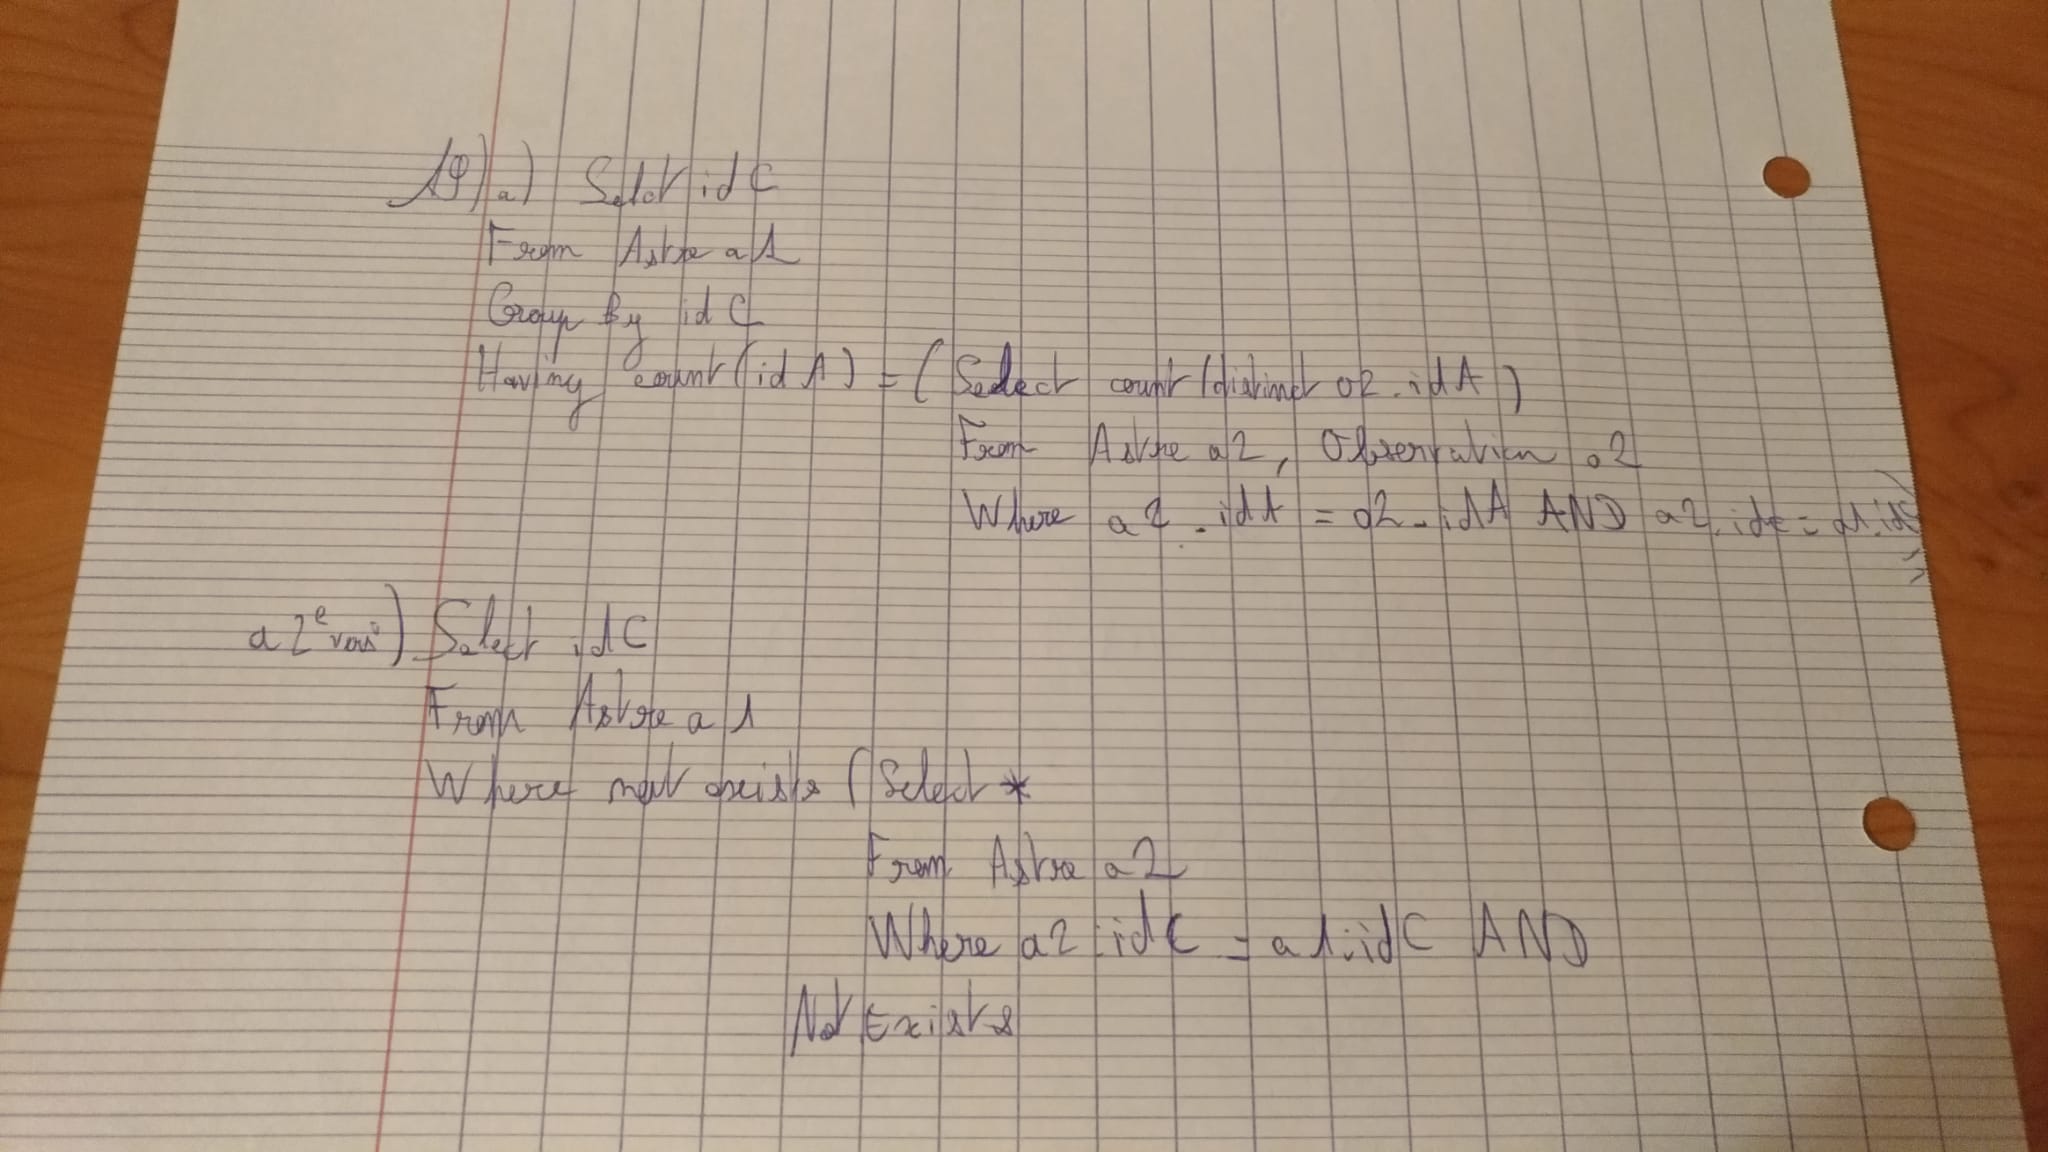 19) a) Select idC
From Astre a1
Group By idC
Having count(idA) = (Select count(distinct o2.idA)
From Astre a2, Observation o2
Where a2.idA = o2.idA AND a2.idC = a1.idC)
a 2e vers) Select idC
From Astre a1
Where not exists (Select *
From Astre a2
Where a2.idC = a1.idC AND
Not Exists